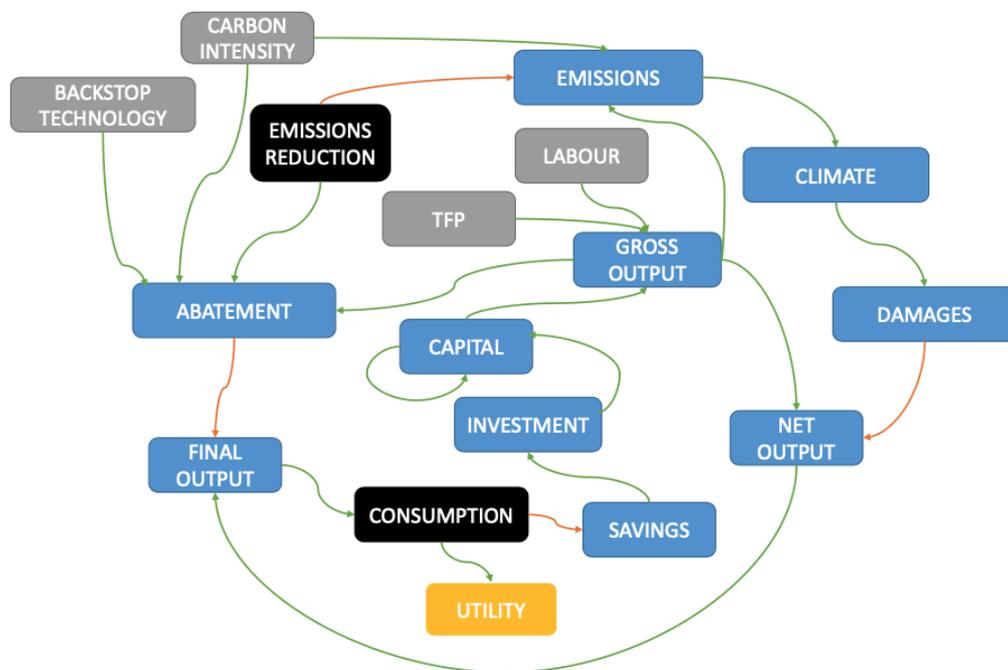 CARBON
INTENSITY
EMISSIONS
BACKSTOP
TECHNOLOGY
EMISSIONS
REDUCTION
LABOUR
CLIMATE
TFP
GROSS
OUTPUT
ABATEMENT
DAMAGES
CAPITAL
INVESTMENT
NET
OUTPUT
FINAL
OUTPUT
CONSUMPTION
SAVINGS
UTILITY